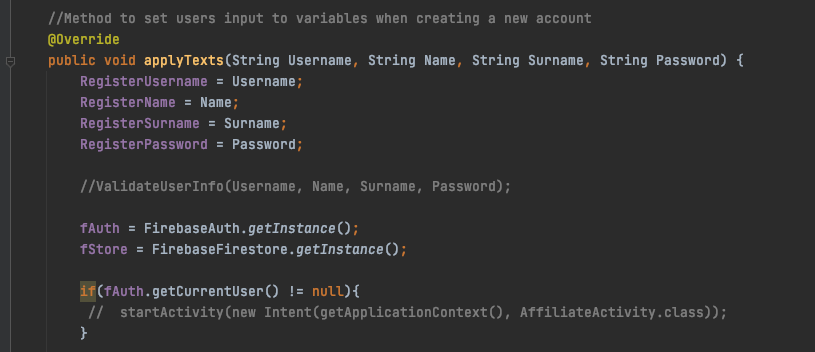 //Method to set users input to variables when creating a new account
@Override
public void applyTexts(String Username, String Name, String Surname, String Password) {
RegisterUsername = Username;
RegisterName = Name;
RegisterSurname = Surname;
RegisterPassword = Password;
//ValidateUserInfo(Username, Name, Surname, Password);
fAuth = FirebaseAuth.getInstance();
fStore = FirebaseFirestore.getInstance();
if(fAuth.getCurrentUser() != null){
//  startActivity(new Intent(getApplicationContext(), AffiliateActivity.class));
}